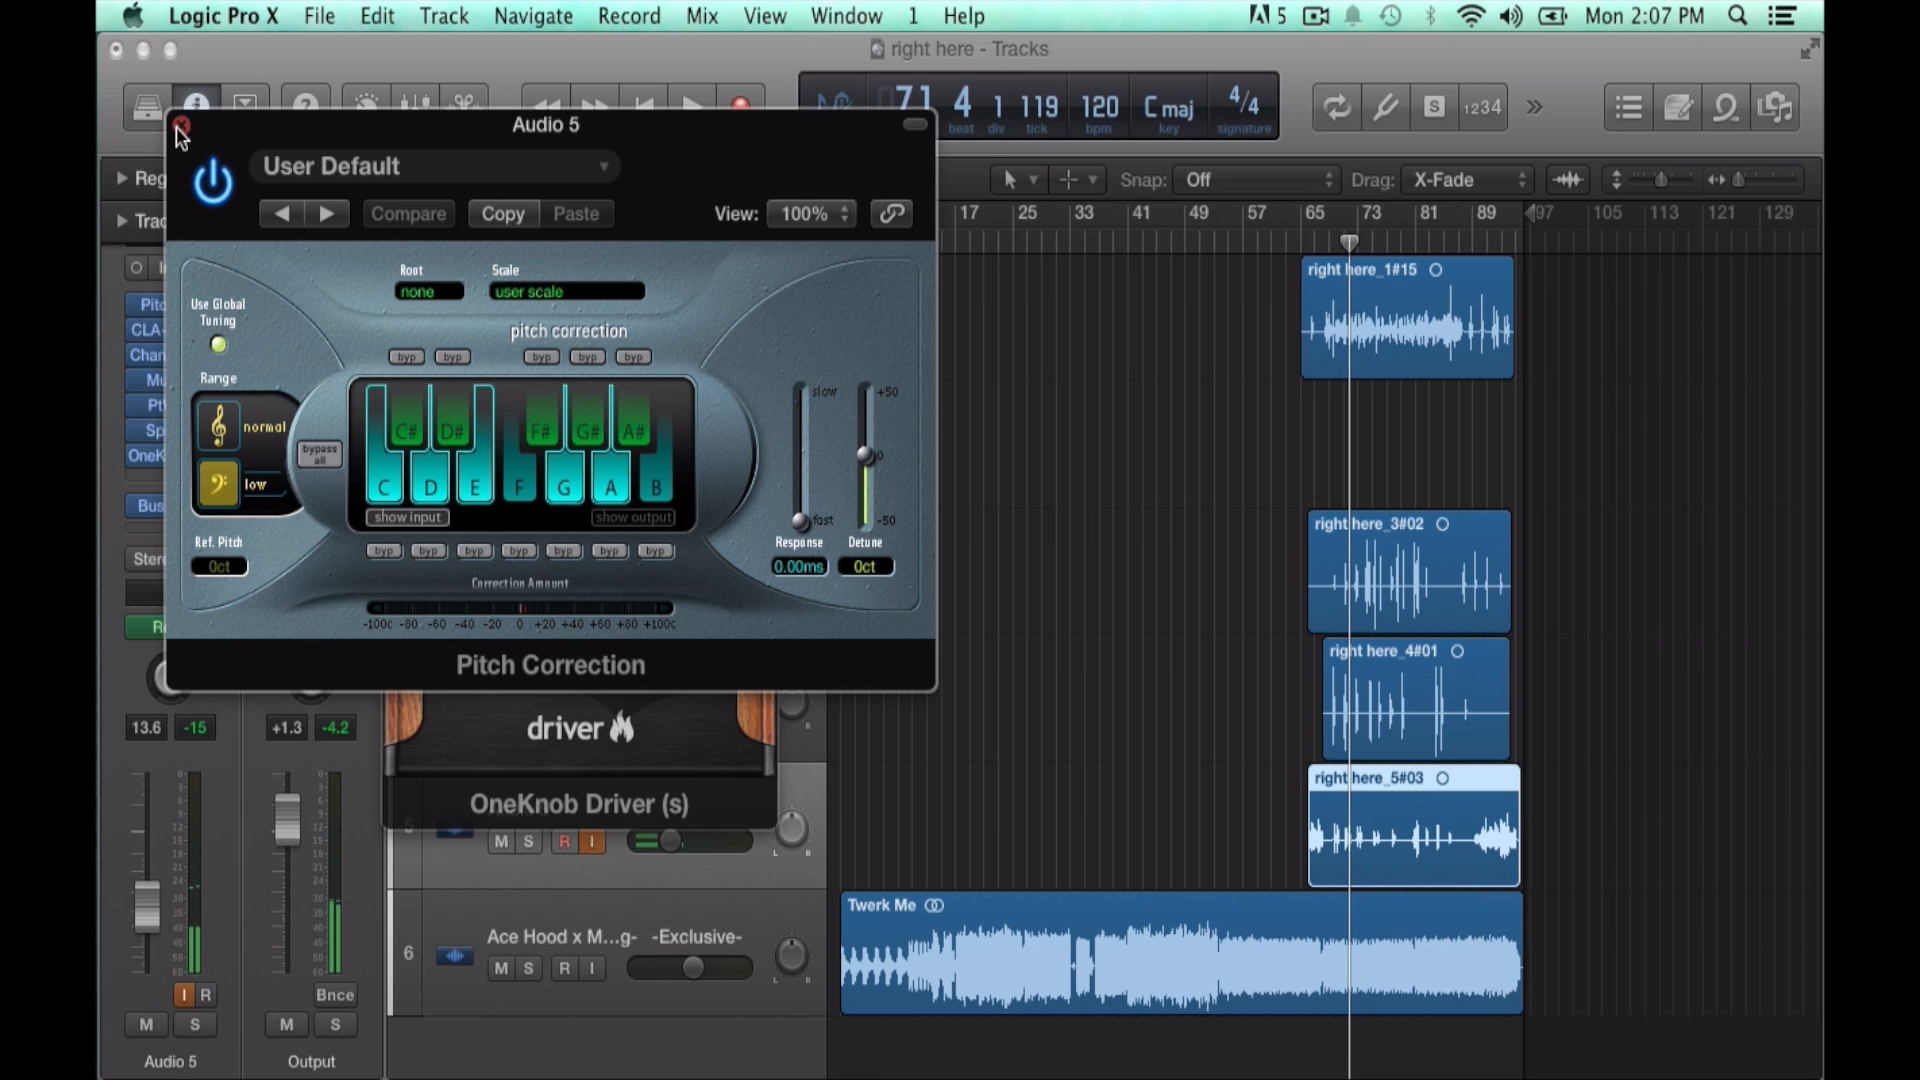 Logic Pro X File Edit Track Navigate Record Mix View Window 1 Help
5 Mon 2:07 PM
right here - Tracks
71 4 1 119 120 Cmaj 4/4
beat div tick bpm key signature
S 1234
Audio 5
User Default
Compare Copy Paste View: 100%
Snap: Off Drag: X-Fade
17 25 33 41 49 57 65 73 81 89 97 105 113 121 129
Root Scale
none user scale
Use Global
Tuning
pitch correction
byp byp byp byp byp
Range
normal
low
bypass
all
C# D# F# G# A#
C D E F G A B
show input show output
byp byp byp byp byp byp byp
slow +50
0
fast -50
Response Detune
0.00ms 0ct
Ref. Pitch
0ct
Correction Amount
-100c -80 -60 -40 -20 0 +20 +40 +60 +80 +100c
Pitch Correction
driver
OneKnob Driver (s)
right here_1#15
right here_3#02
right here_4#01
right here_5#03
13.6 -15 +1.3 -4.2
5 M S R I
L R
6 Ace Hood x M...g- -Exclusive-
M S R I
L R
Twerk Me
I R Bnce
M S M S
Audio 5 Output